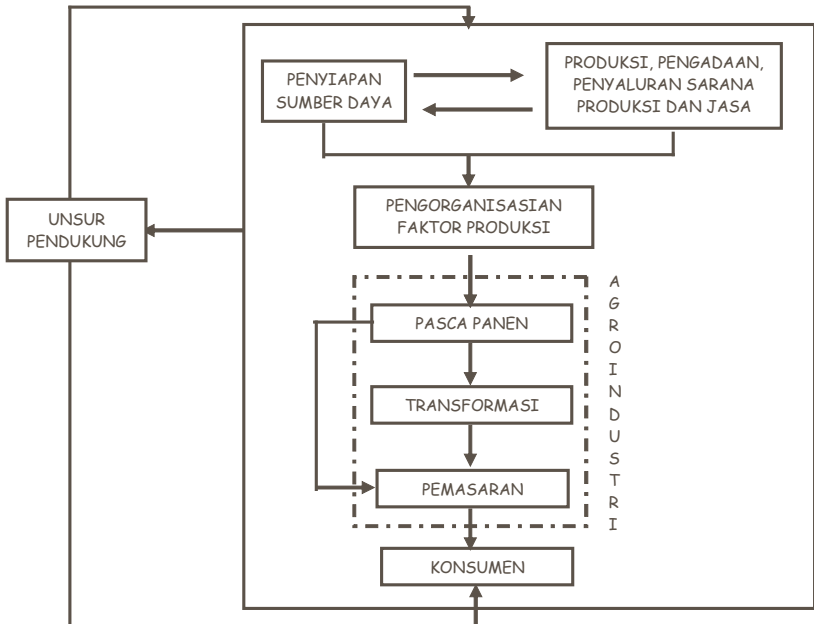 PENYIAPAN
SUMBER DAYA
PRODUKSI, PENGADAAN,
PENYALURAN SARANA
PRODUKSI DAN JASA
UNSUR
PENDUKUNG
PENGORGANISASIAN
FAKTOR PRODUKSI
PASCA PANEN
TRANSFORMASI
PEMASARAN
A
G
R
O
I
N
D
U
S
T
R
I
KONSUMEN